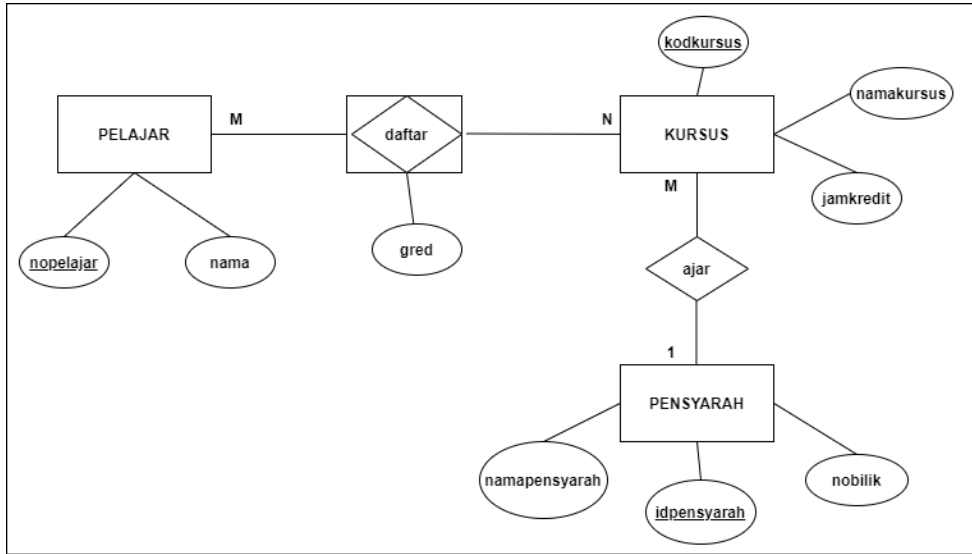 kodkursus
namakursus
PELAJAR
M
daftar
N
KURSUS
M
jamkredit
nopelajar
nama
gred
ajar
1
PENSYARAH
namapensyarah
idpensyarah
nobilik